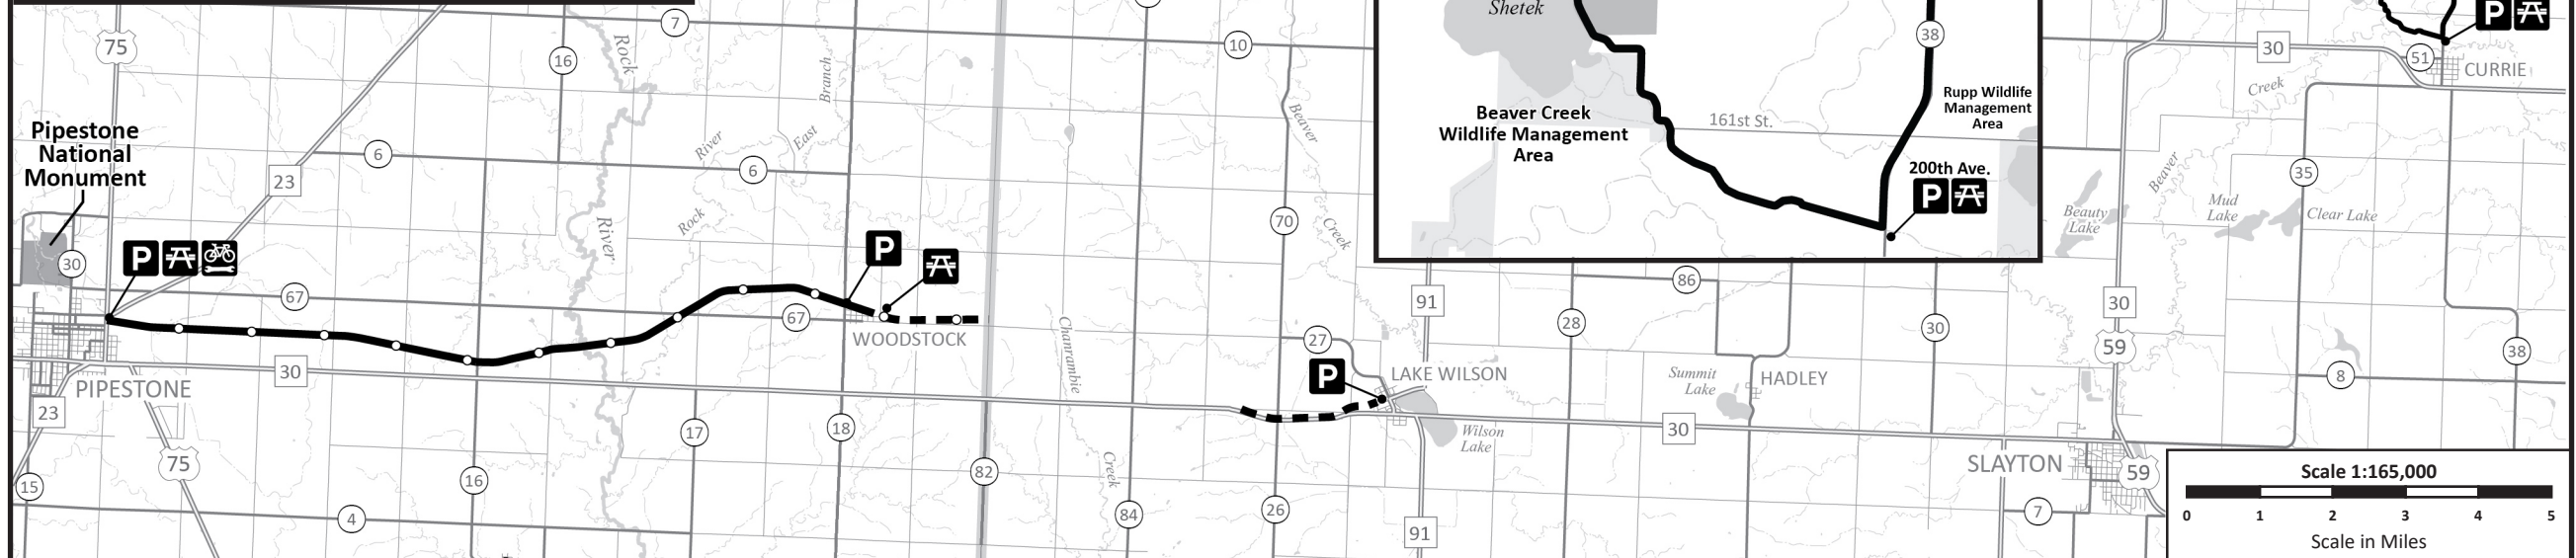 75
16
Rock
7
Branch
10
Shetek
38
30
51
CURRIE
P
Creek
Pipestone
National
Monument
6
23
River
East
6
Beaver
Beaver Creek
Wildlife Management
Area
161st St.
Rupp Wildlife
Management
Area
200th Ave.
P
35
Beaver
Beauty
Lake
Mud
Lake
Clear Lake
30
P
River
Rock
P
70
Creek
67
67
WOODSTOCK
Chanrambie
86
91
28
30
30
59
38
27
P
LAKE WILSON
Summit
Lake
HADLEY
8
PIPESTONE
30
23
75
15
16
17
18
82
Creek
84
26
Wilson
Lake
30
91
SLAYTON
59
7
4
Scale 1:165,000
0 1 2 3 4 5
Scale in Miles